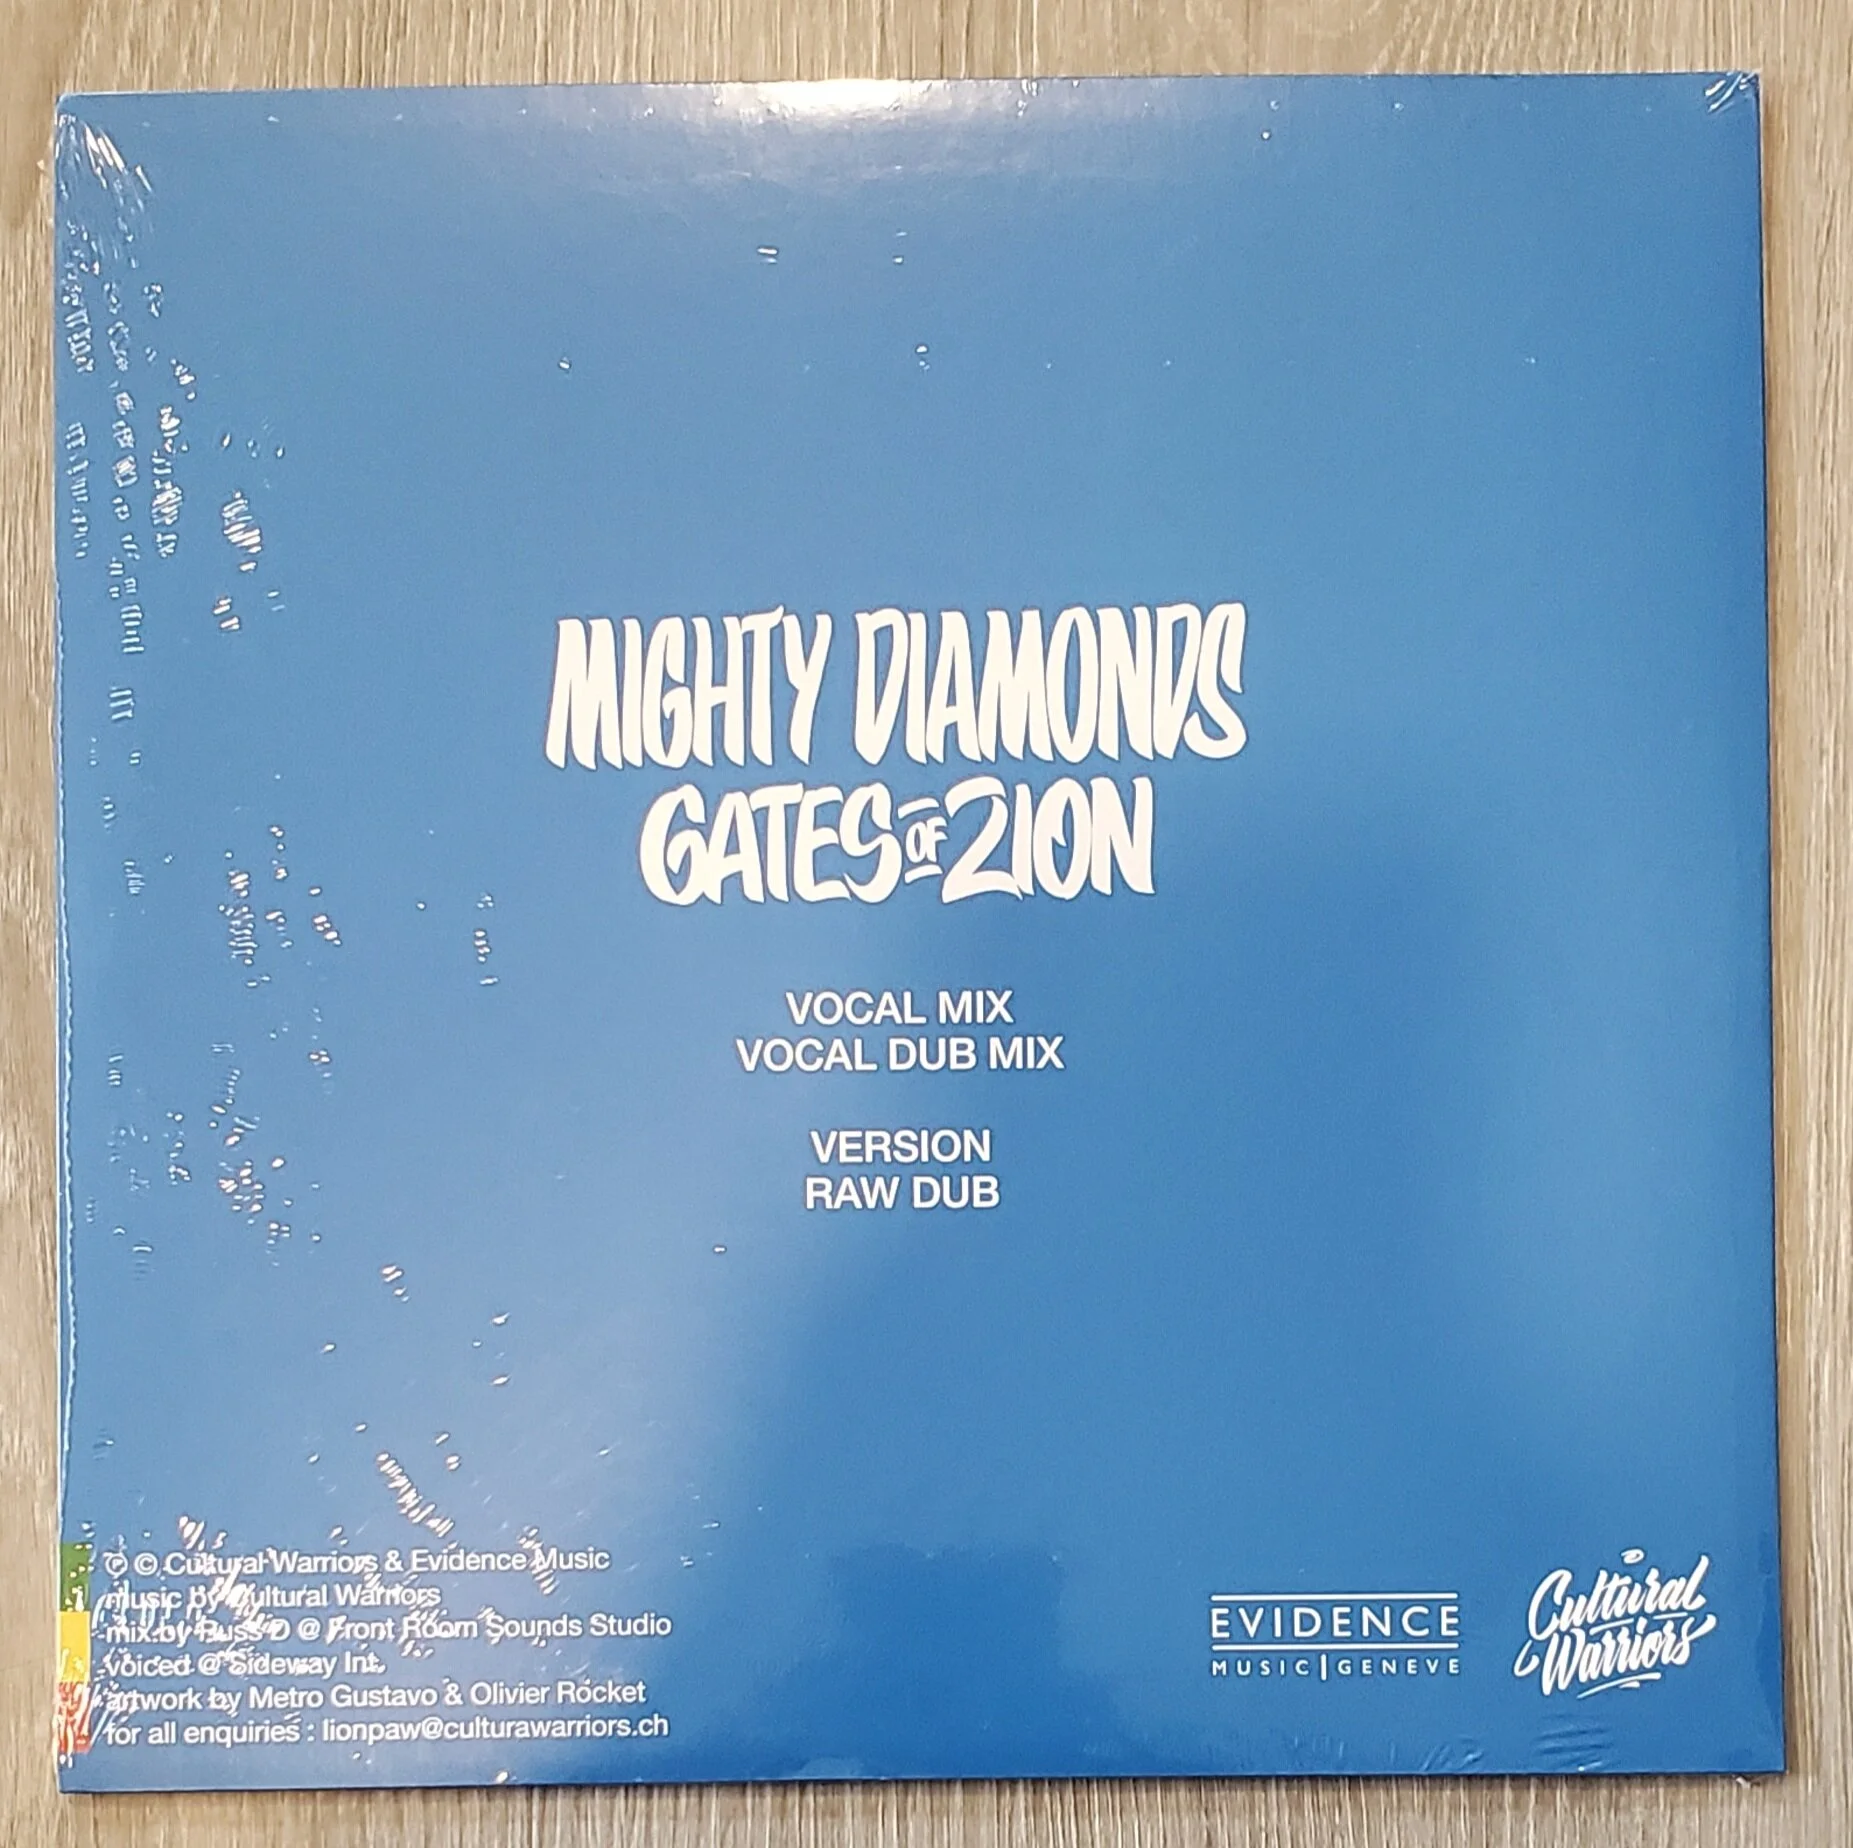 MIGHTY DIAMONDS
GATES OF ZION
VOCAL MIX
VOCAL DUB MIX
VERSION
RAW DUB
℗ © Cultural Warriors & Evidence Music
music by Cultural Warriors
mix by Russ D @ Front Room Sounds Studio
voiced @ Sideway Int.
artwork by Metro Gustavo & Olivier Rocket
for all enquiries : lionpaw@culturawarriors.ch
EVIDENCE
MUSIC | GENEVE
Cultural
Warriors